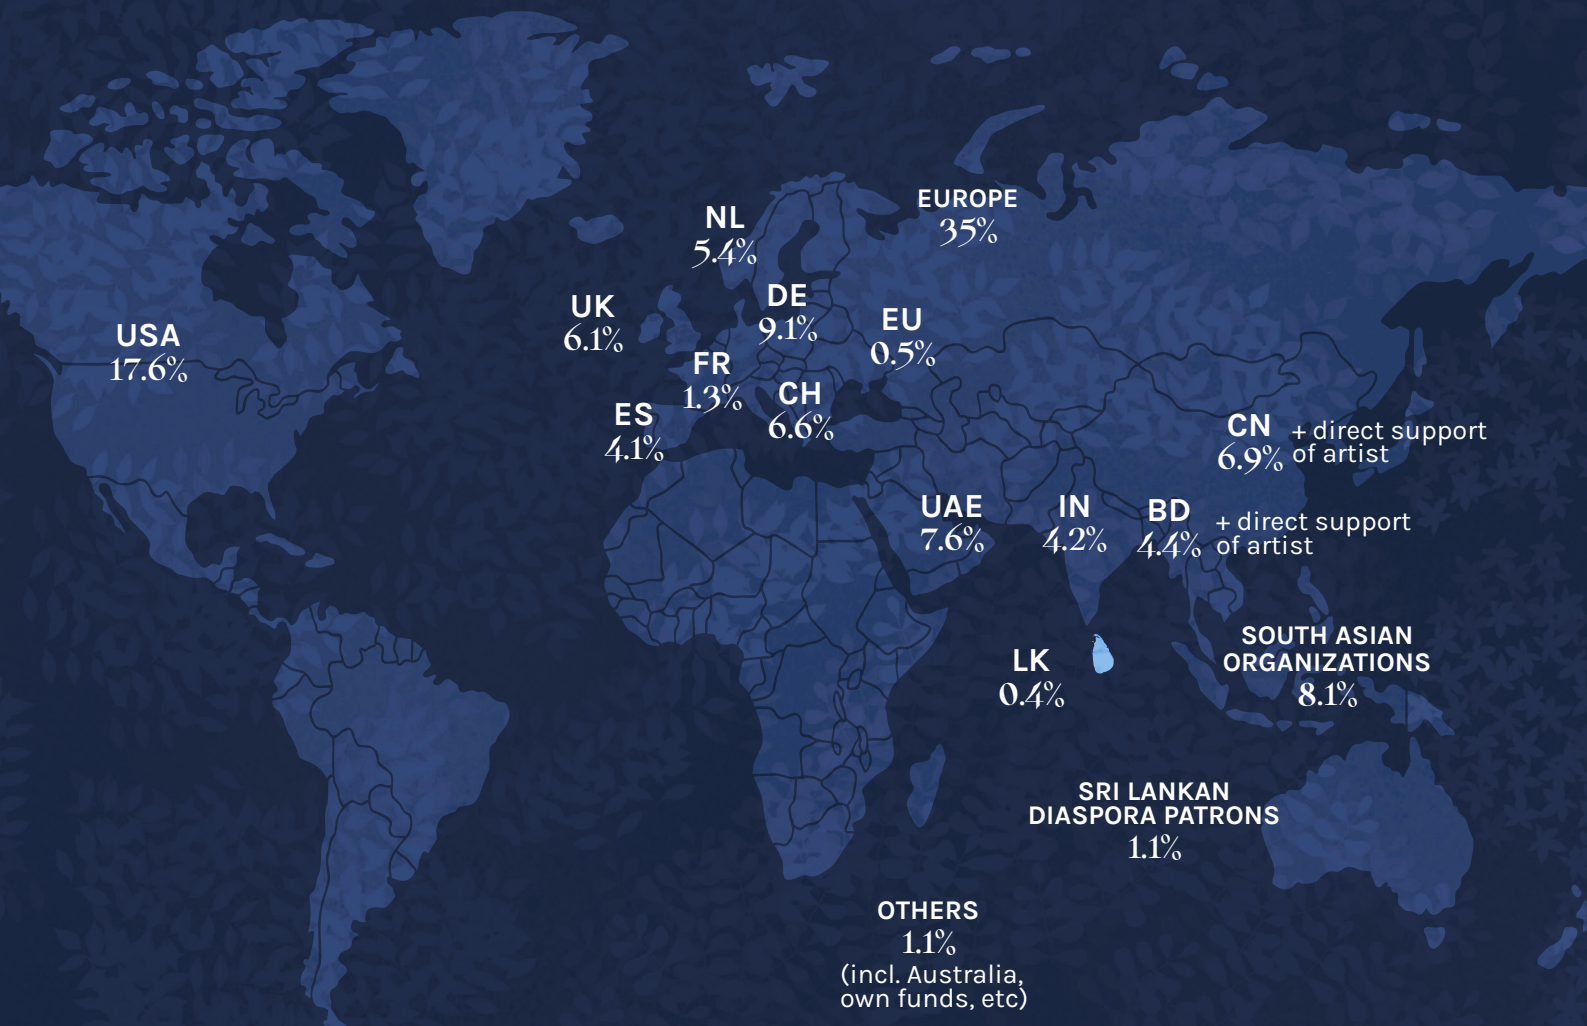 EUROPE
35%
NL
5.4%
DE
9.1%
UK
6.1%
EU
0.5%
USA
17.6%
FR
1.3%
CH
6.6%
ES
4.1%
CN + direct support
6.9% of artist
UAE
7.6%
IN
4.2%
BD + direct support
4.4% of artist
LK
0.4%
SOUTH ASIAN
ORGANIZATIONS
8.1%
SRI LANKAN
DIASPORA PATRONS
1.1%
OTHERS
1.1%
(incl. Australia,
own funds, etc)